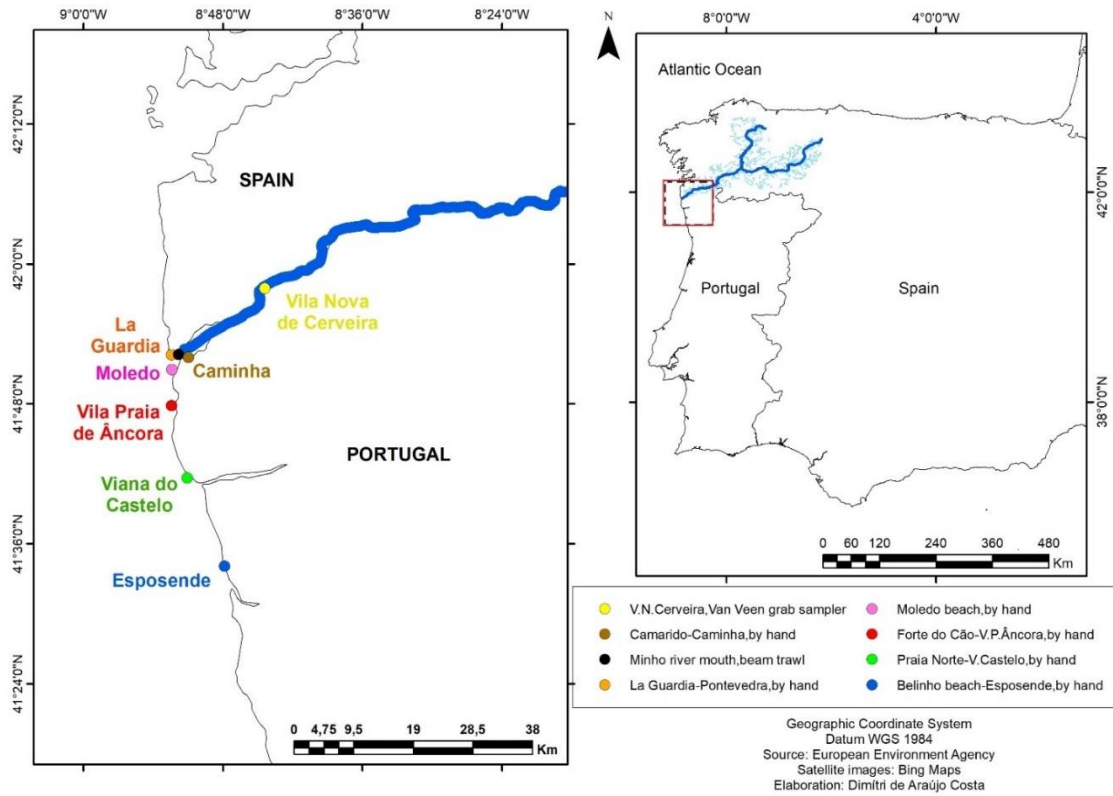 9°0'0"W
8°48'0"W
8°36'0"W
8°24'0"W
42°12'0"N
42°0'0"N
41°48'0"N
41°36'0"N
41°24'0"N
SPAIN
Vila Nova
de Cerveira
La
Guardia
Moledo
Caminha
Vila Praia
de Âncora
PORTUGAL
Viana do
Castelo
Esposende
0 4,75 9,5 19 28,5 38
Km
N
8°0'0"W
4°0'0"W
Atlantic Ocean
42°0'0"N
Portugal
Spain
38°0'0"N
0 60 120 240 360 480
Km
V.N.Cerveira,Van Veen grab sampler
Camarido-Caminha,by hand
Minho river mouth,beam trawl
La Guardia-Pontevedra,by hand
Moledo beach,by hand
Forte do Cão-V.P.Âncora,by hand
Praia Norte-V.Castelo,by hand
Belinho beach-Esposende,by hand
Geographic Coordinate System
Datum WGS 1984
Source: European Environment Agency
Satellite images: Bing Maps
Elaboration: Dimítri de Araújo Costa